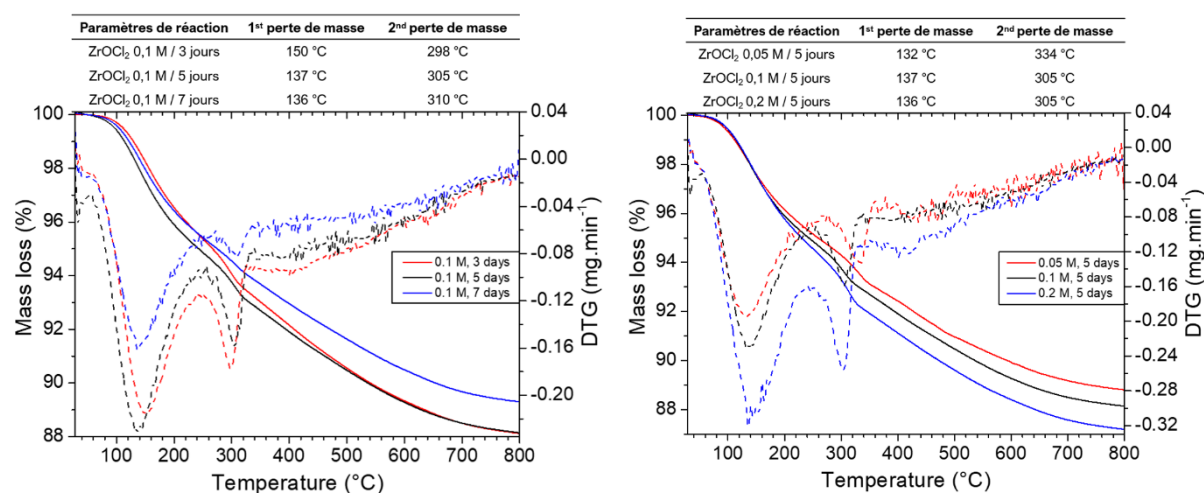 Paramètres de réaction 1st perte de masse 2nd perte de masse
ZrOCl2 0,1 M / 3 jours 150 °C 298 °C
ZrOCl2 0,1 M / 5 jours 137 °C 305 °C
ZrOCl2 0,1 M / 7 jours 136 °C 310 °C
100
98
96
94
92
90
88
Mass loss (%)
0.04
0.00
-0.04
-0.08
-0.12
-0.16
-0.20
DTG (mg.min-1)
0.1 M, 3 days
0.1 M, 5 days
0.1 M, 7 days
100 200 300 400 500 600 700 800
Temperature (°C)
Paramètres de réaction 1st perte de masse 2nd perte de masse
ZrOCl2 0,05 M / 5 jours 132 °C 334 °C
ZrOCl2 0,1 M / 5 jours 137 °C 305 °C
ZrOCl2 0,2 M / 5 jours 136 °C 305 °C
100
98
96
94
92
90
88
Mass loss (%)
0.04
0.00
-0.04
-0.08
-0.12
-0.16
-0.20
-0.24
-0.28
-0.32
DTG (mg.min-1)
0.05 M, 5 days
0.1 M, 5 days
0.2 M, 5 days
100 200 300 400 500 600 700 800
Temperature (°C)